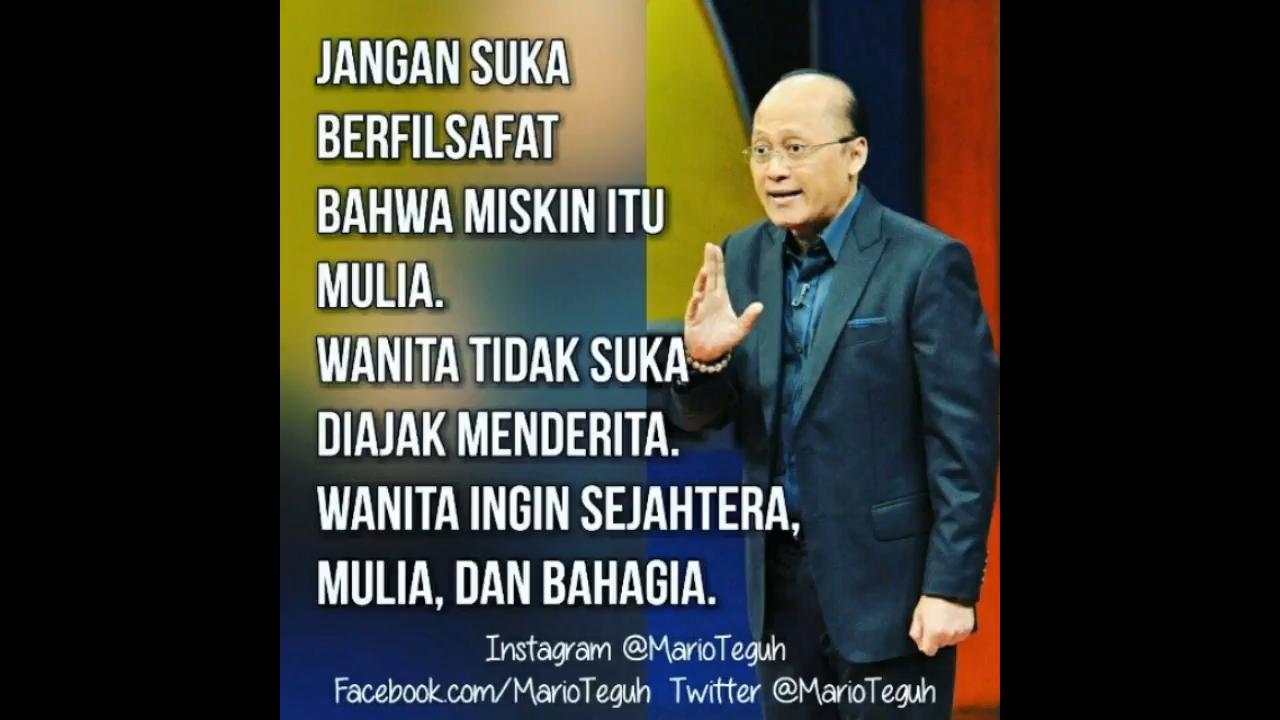 JANGAN SUKA
BERFILSAFAT
BAHWA MISKIN ITU
MULIA.
WANITA TIDAK SUKA
DIAJAK MENDERITA.
WANITA INGIN SEJAHTERA,
MULIA, DAN BAHAGIA.
Instagram @MarioTeguh
Facebook.com/MarioTeguh Twitter @MarioTeguh